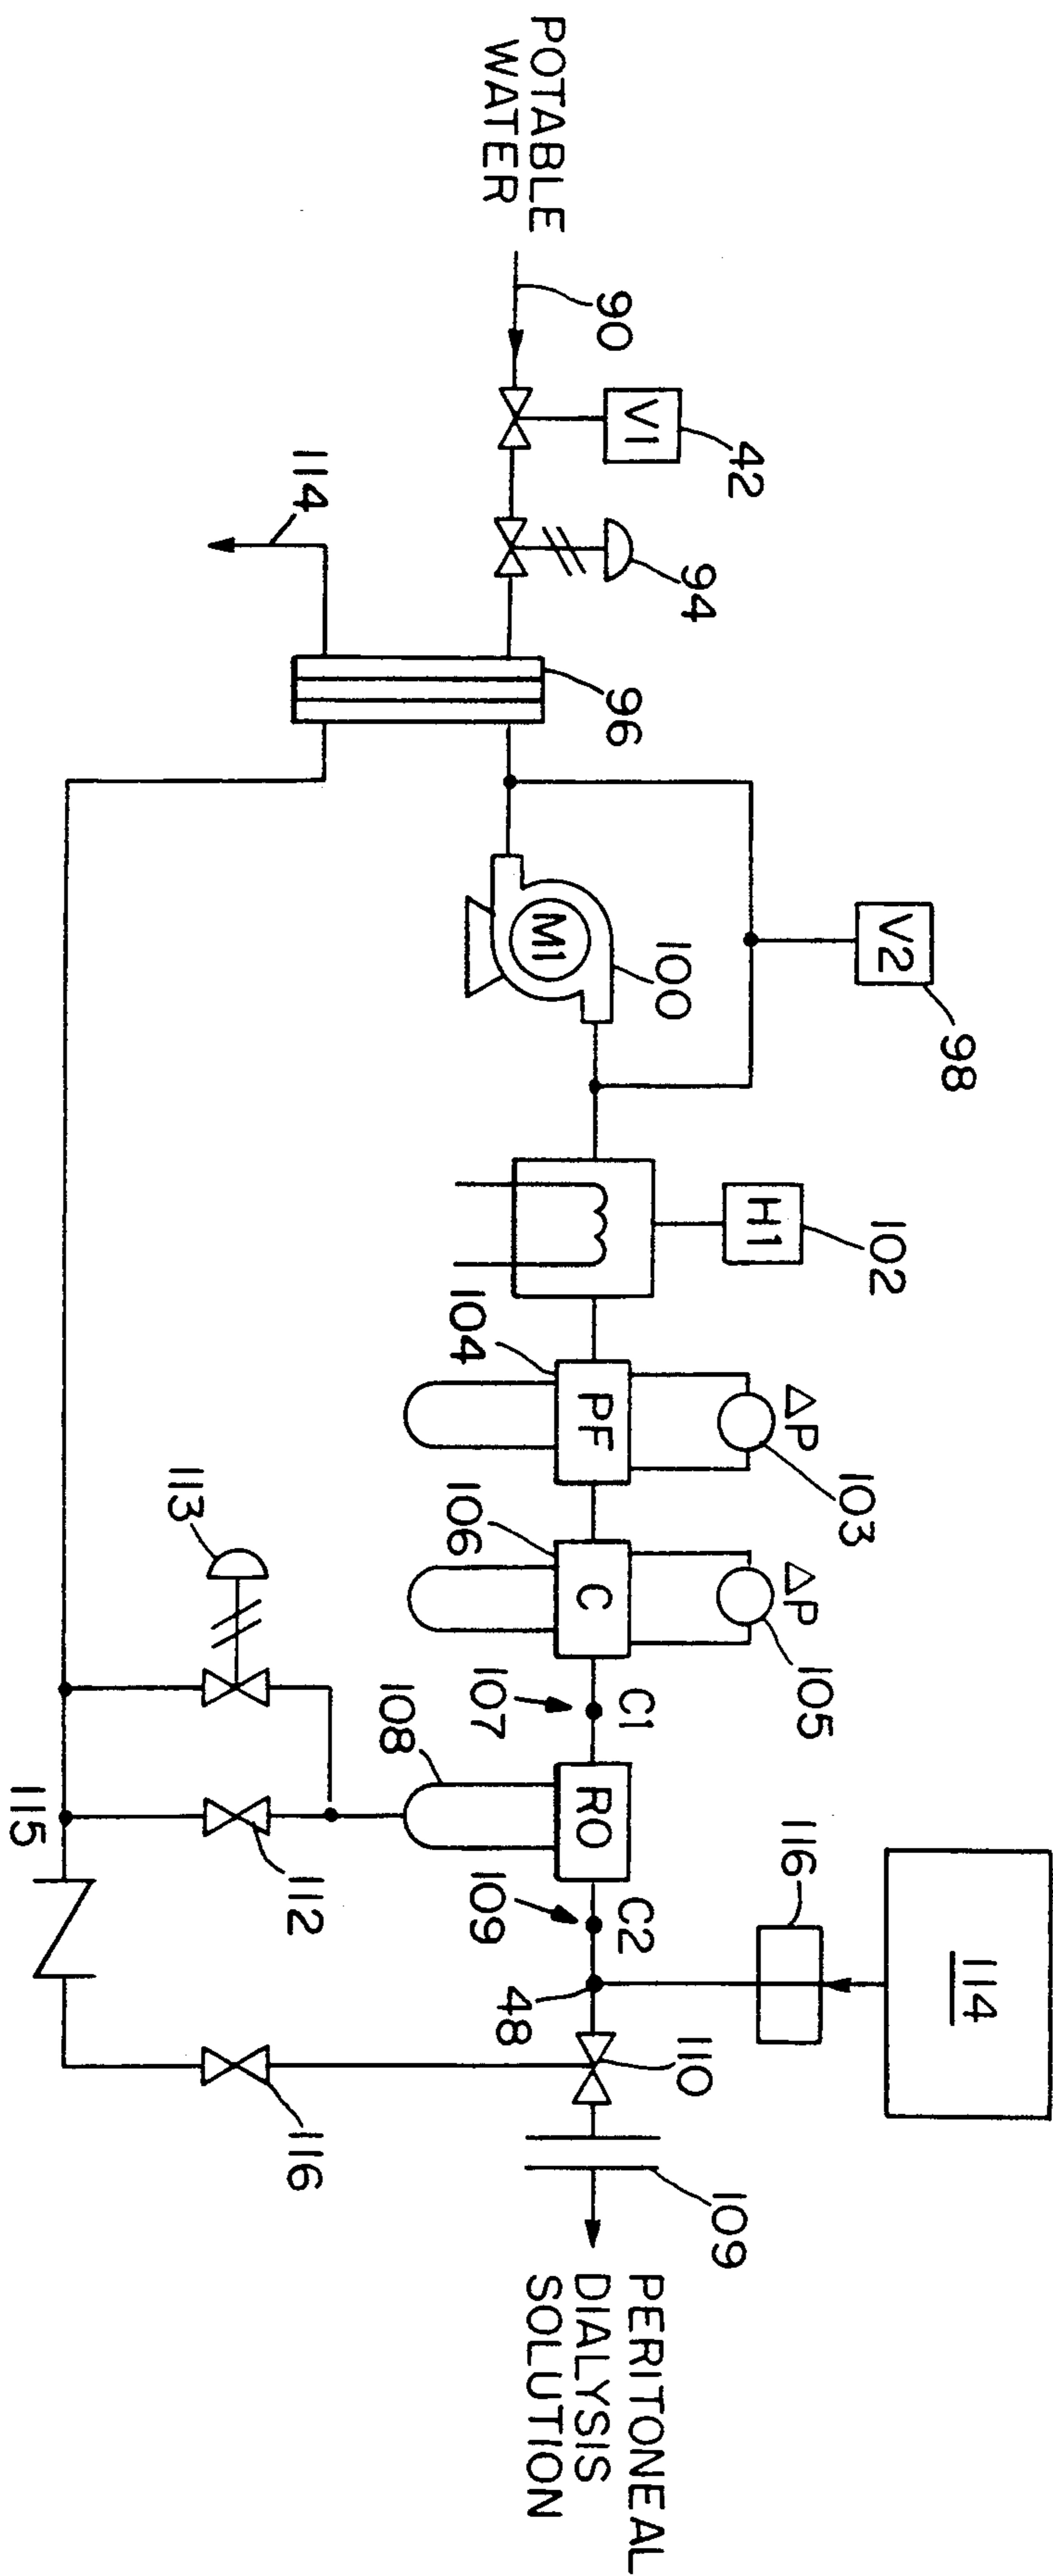 POTABLE
WATER
90
V1
42
94
114
96
V2
98
M1
100
H1
102
104
PF
ΔP
103
106
C
ΔP
105
113
C1
107
108
RO
115
112
C2
109
48
116
114
110
116
109
PERITONEAL
DIALYSIS
SOLUTION